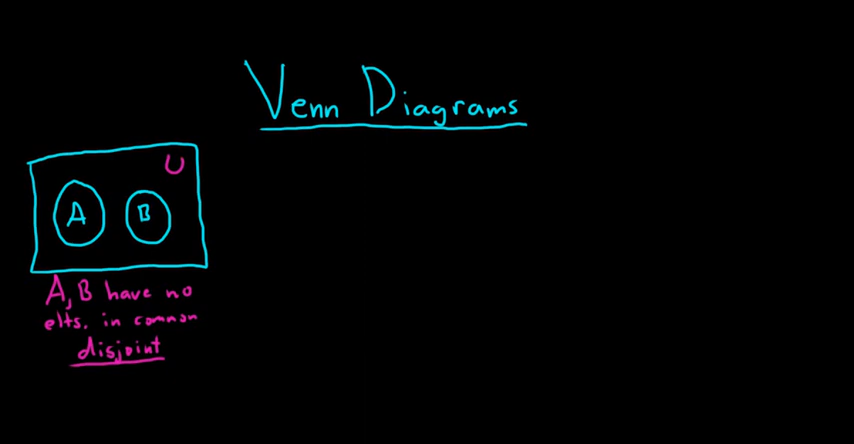 Venn Diagrams
U
A B
A, B have no
elts. in common
disjoint